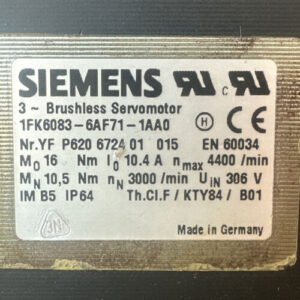 SIEMENS
3 ~ Brushless Servomotor
1FK6083-6AF71-1AA0
Nr.YF P620 6724 01 015 EN 60034
Mo 16 Nm Io 10.4 A nmax 4400 /min
MN 10,5 Nm nN 3000 /min UIN 306 V
IM B5 IP64 Th.Cl.F / KTY84 / B01
Made in Germany